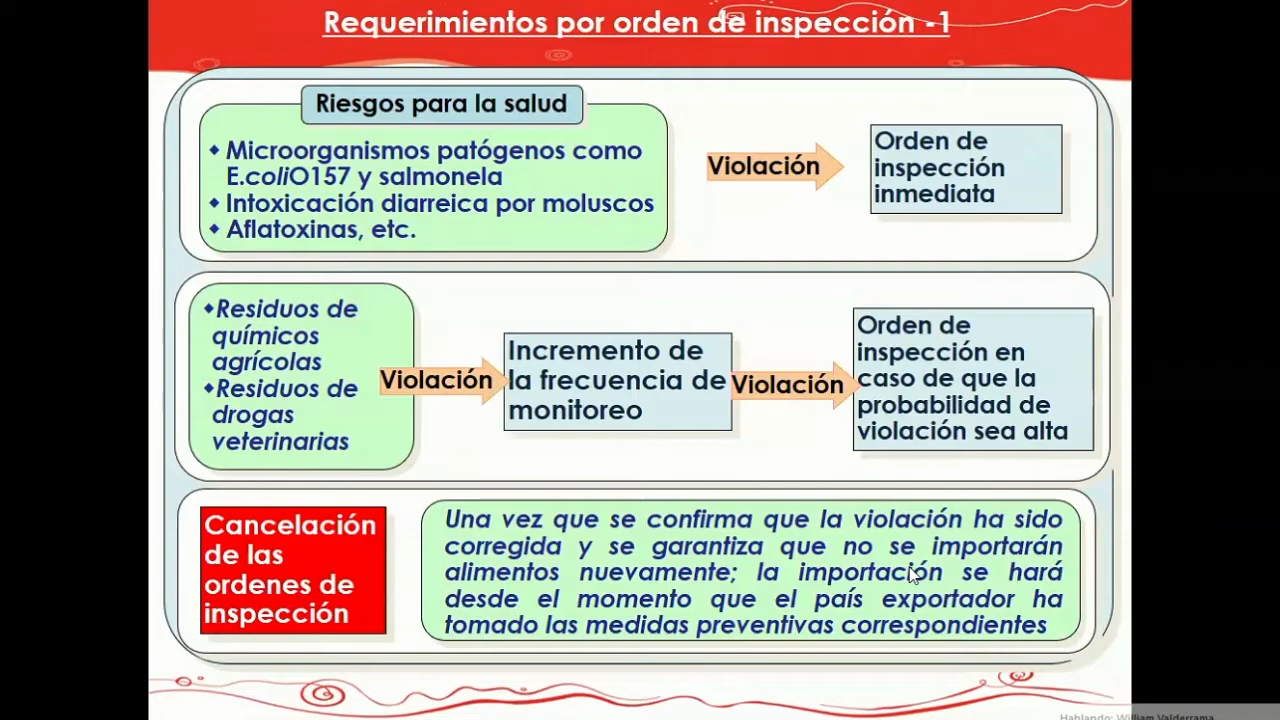 Requerimientos por orden de inspección -1
Riesgos para la salud
Microorganismos patógenos como
E.coliO157 y salmonela
Intoxicación diarreica por moluscos
Aflatoxinas, etc.
Violación
Orden de
inspección
inmediata
Residuos de
químicos
agrícolas
Residuos de
drogas
veterinarias
Violación
Incremento de
la frecuencia de
monitoreo
Violación
Orden de
inspección en
caso de que la
probabilidad de
violación sea alta
Cancelación
de las
ordenes de
inspección
Una vez que se confirma que la violación ha sido
corregida y se garantiza que no se importarán
alimentos nuevamente; la importación se hará
desde el momento que el país exportador ha
tomado las medidas preventivas correspondientes
Hablando: William Valderrama